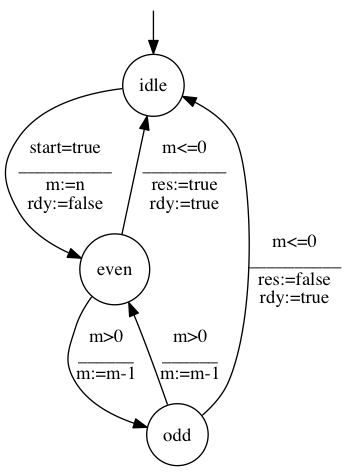 idle
start=true
m:=n
rdy:=false
m<=0
res:=true
rdy:=true
m<=0
res:=false
rdy:=true
even
m>0
m:=m-1
m>0
m:=m-1
odd